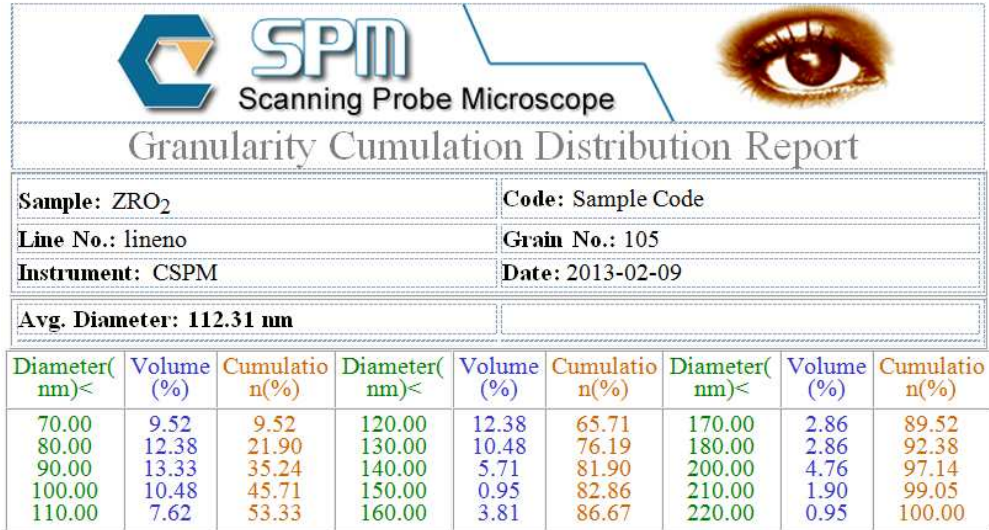 SPM
Scanning Probe Microscope
Granularity Cumulation Distribution Report
Sample: ZRO2 Code: Sample Code
Line No.: lineno Grain No.: 105
Instrument: CSPM Date: 2013-02-09
Avg. Diameter: 112.31 nm
Diameter( Volume Cumulatio Diameter( Volume Cumulatio Diameter( Volume Cumulatio
nm)< (%) n(%) nm)< (%) n(%) nm)< (%) n(%)
70.00 9.52 9.52 120.00 12.38 65.71 170.00 2.86 89.52
80.00 12.38 21.90 130.00 10.48 76.19 180.00 2.86 92.38
90.00 13.33 35.24 140.00 5.71 81.90 200.00 4.76 97.14
100.00 10.48 45.71 150.00 0.95 82.86 210.00 1.90 99.05
110.00 7.62 53.33 160.00 3.81 86.67 220.00 0.95 100.00